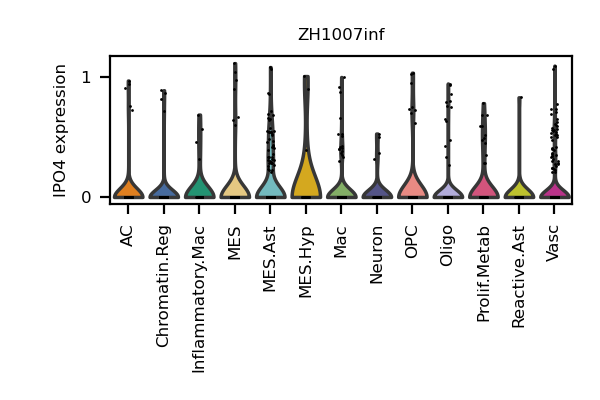 ZH1007inf
IPO4 expression
1
0
AC
Chromatin.Reg
Inflammatory.Mac
MES
MES.Ast
MES.Hyp
Mac
Neuron
OPC
Oligo
Prolif.Metab
Reactive.Ast
Vasc